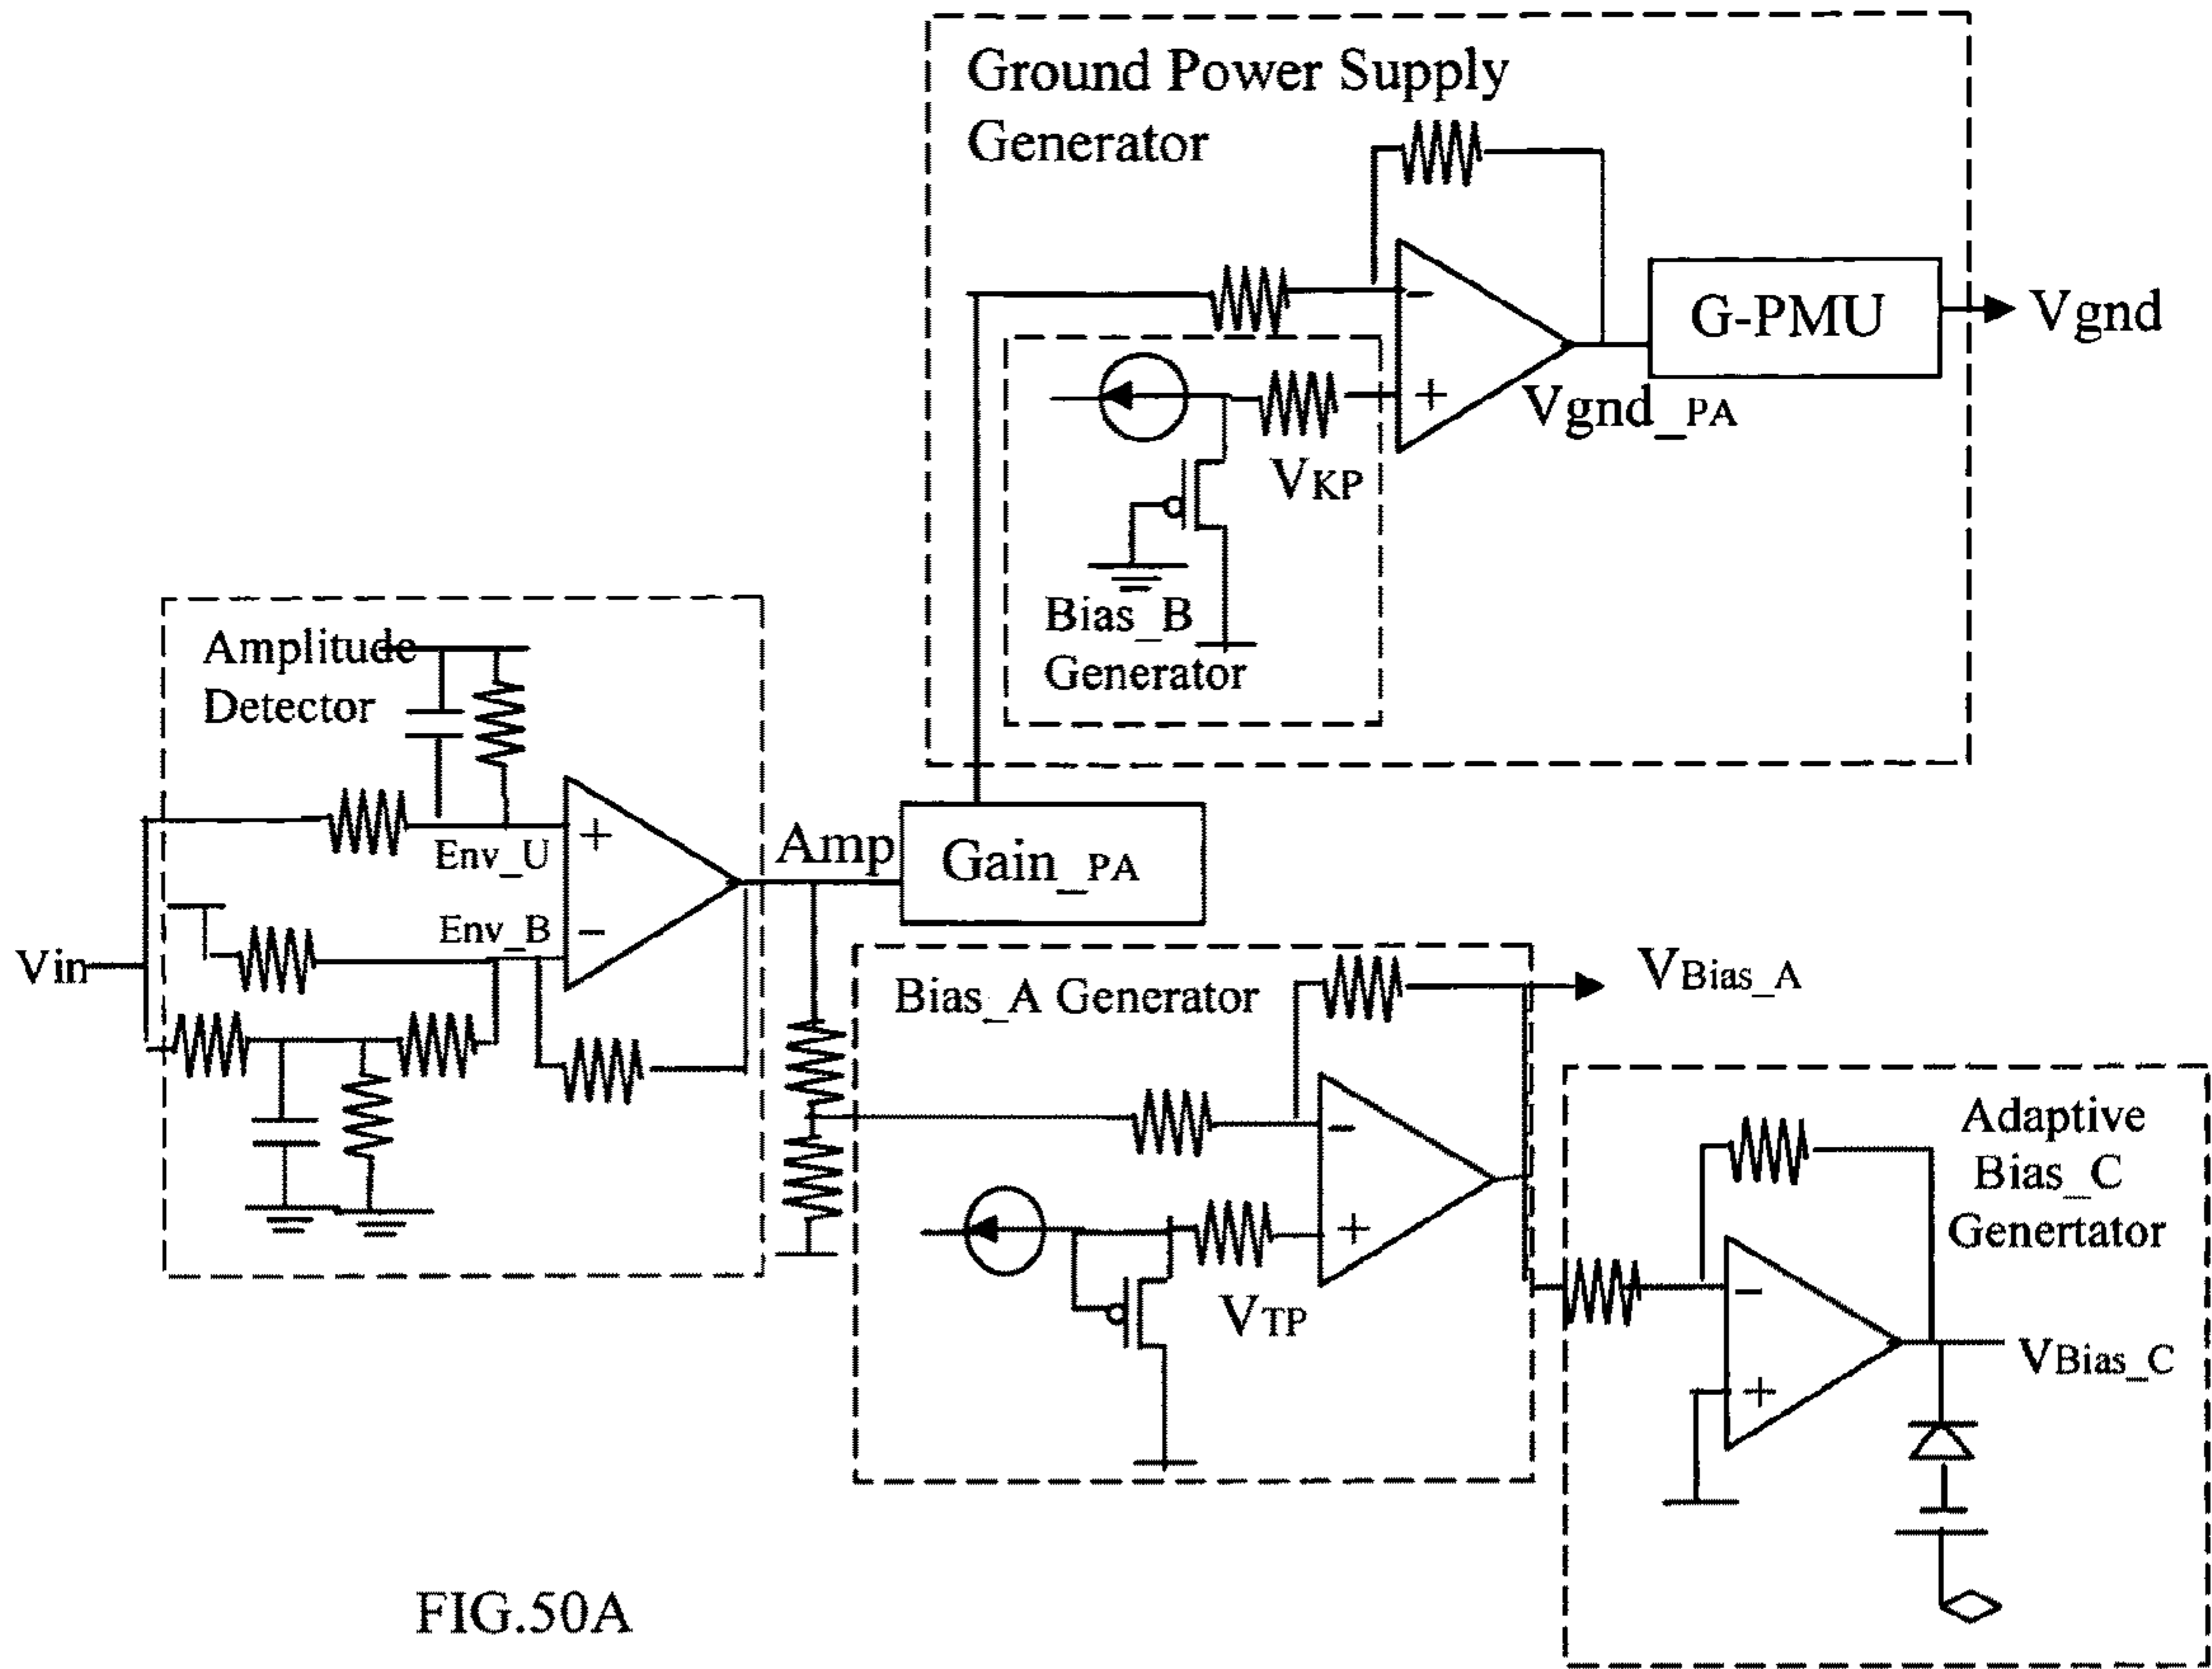 Ground Power Supply
Generator
G-PMU
Vgnd
Vgnd_PA
VKP
Bias_B
Generator
Amplitude
Detector
Env_U
Env_B
Vin
Amp
Gain_PA
Bias_A Generator
VBias_A
VTP
Adaptive
Bias_C
Genertator
VBias_C
FIG.50A